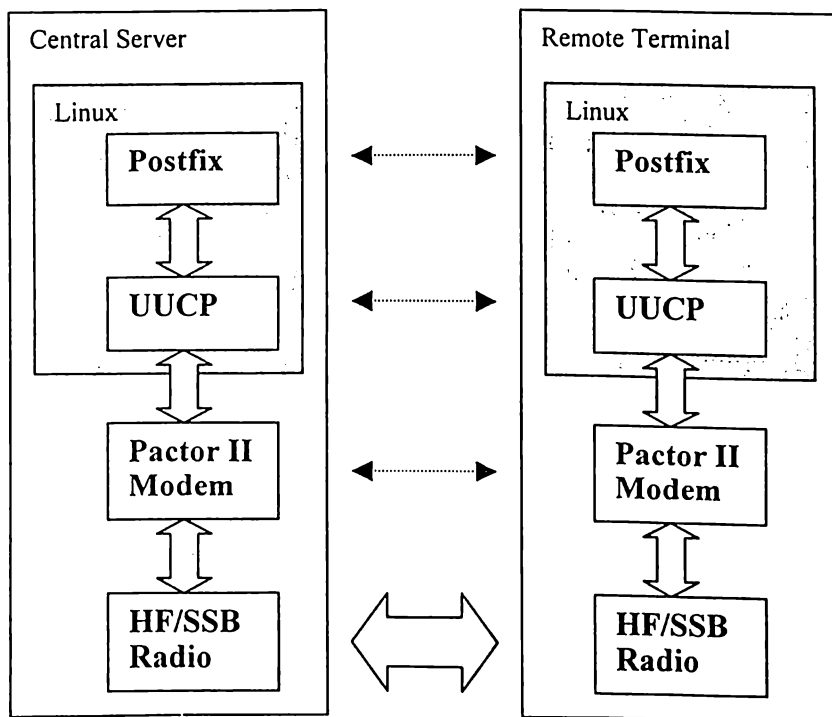 Central Server
Linux
Postfix
UUCP
Pactor II
Modem
HF/SSB
Radio
Remote Terminal
Linux
Postfix
UUCP
Pactor II
Modem
HF/SSB
Radio